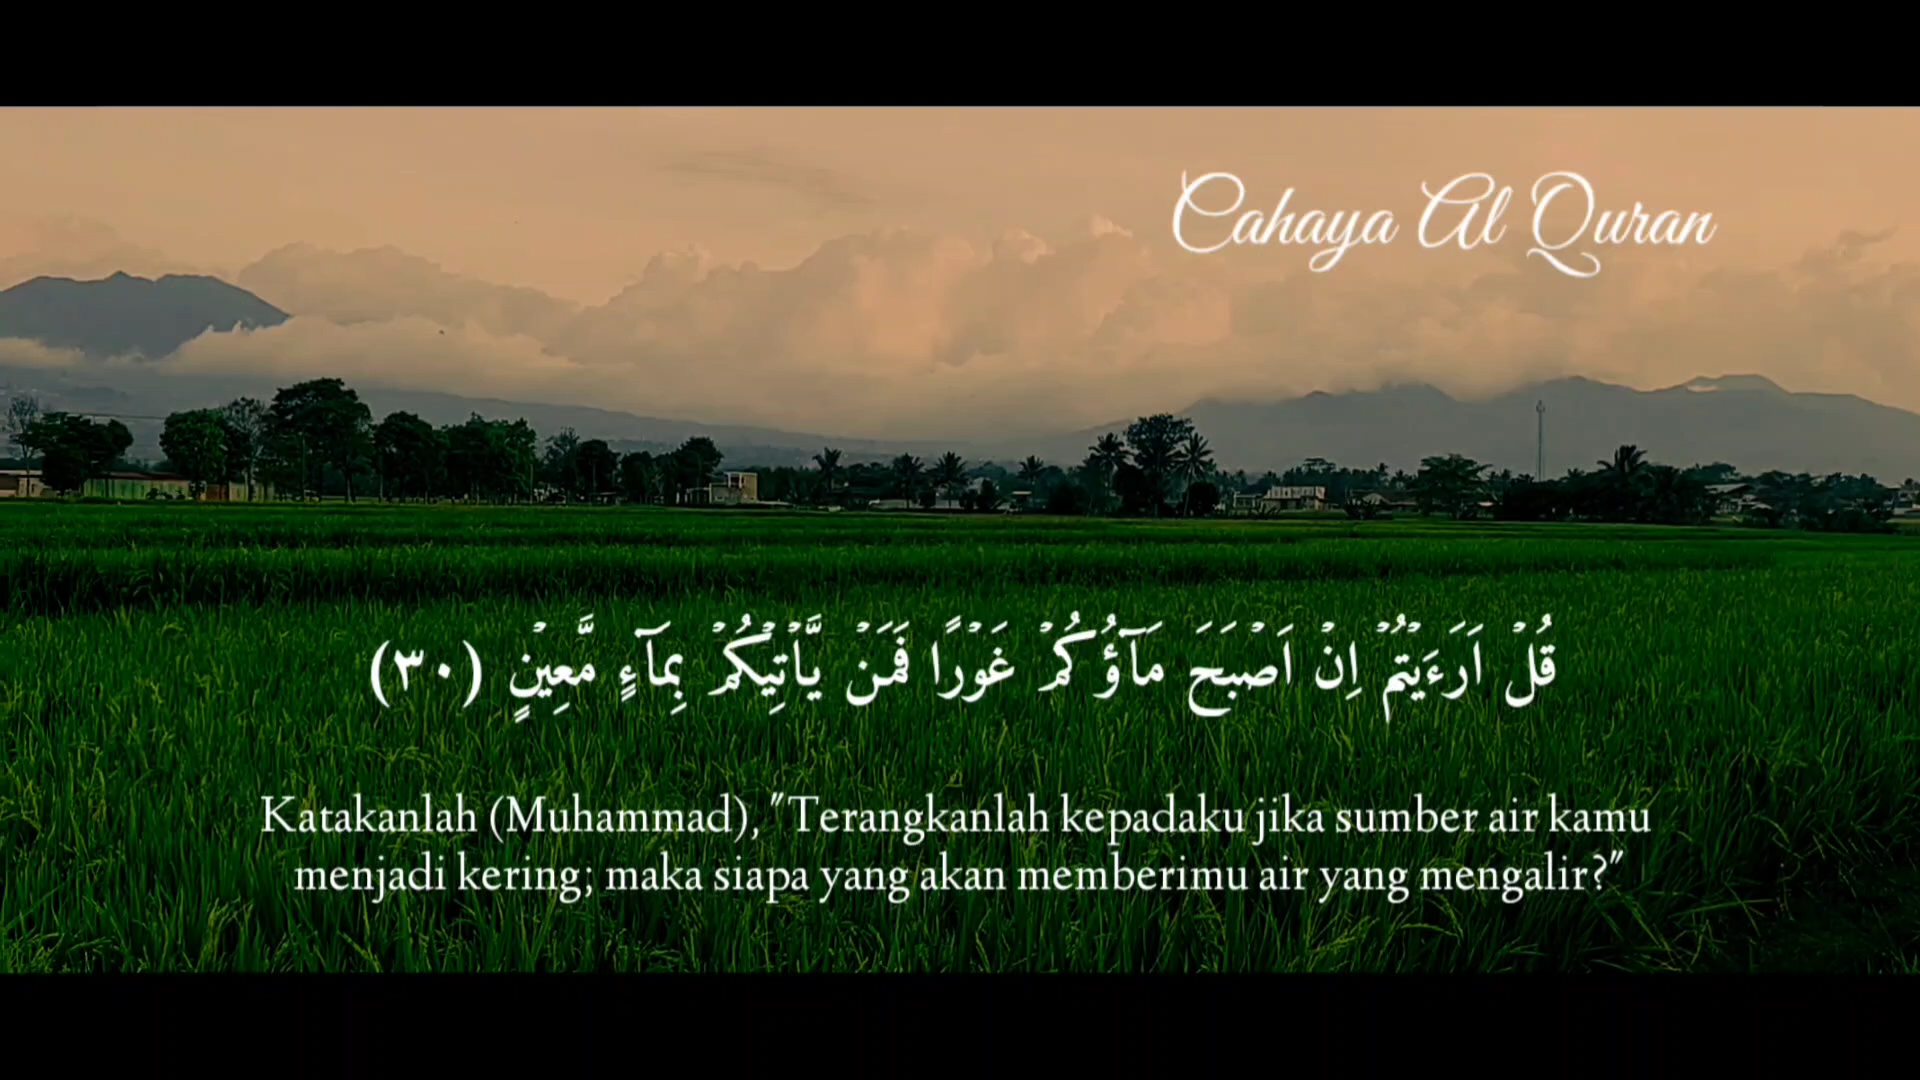 Cahaya Al Quran
قُلْ اَرَءَيْتُمْ اِنْ اَصْبَحَ مَآؤُكُمْ غَوْرًا فَمَنْ يَّأْتِيْكُمْ بِمَآءٍ مَّعِيْنٍ (٣٠)
Katakanlah (Muhammad), "Terangkanlah kepadaku jika sumber air kamu
menjadi kering; maka siapa yang akan memberimu air yang mengalir?"